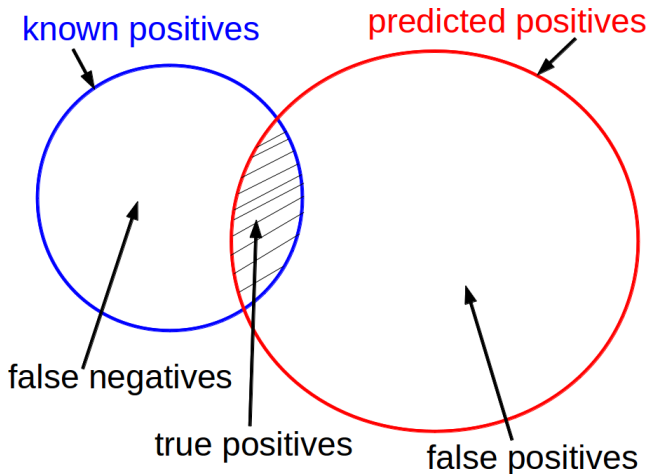 known positives
predicted positives
false negatives
true positives
false positives